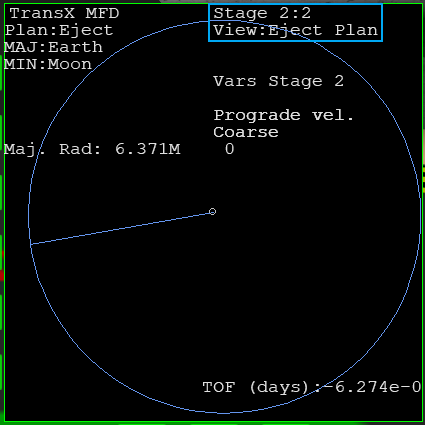 TransX MFD
Stage 2:2
Plan:Eject
View:Eject Plan
MAJ:Earth
MIN:Moon
Vars Stage 2
Prograde vel.
Coarse
Maj. Rad: 6.371M
0
TOF (days):-6.274e-0